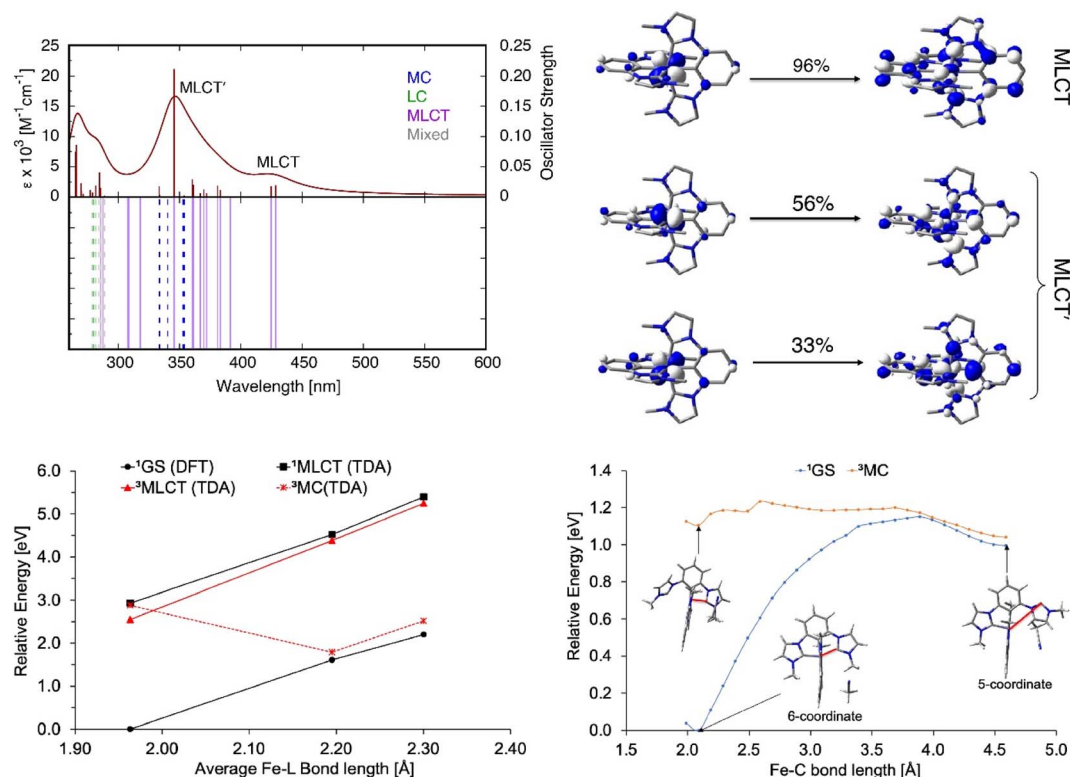 25
20
15
10
5
0
ε x 10³ [M⁻¹ cm⁻¹]
MLCT'
MLCT
MC
LC
MLCT
Mixed
0.25
0.20
0.15
0.10
0.05
0.00
Oscillator Strength
300 350 400 450 500 550 600
Wavelength [nm]
96%
MLCT
56%
33%
MLCT'
¹GS (DFT) ¹MLCT (TDA)
³MLCT (TDA) ³MC(TDA)
6.0
5.0
4.0
3.0
2.0
1.0
0.0
Relative Energy [eV]
1.90 2.00 2.10 2.20 2.30 2.40
Average Fe-L Bond length [Å]
¹GS ³MC
1.4
1.2
1.0
0.8
0.6
0.4
0.2
0.0
Relative Energy [eV]
6-coordinate
5-coordinate
1.5 2.0 2.5 3.0 3.5 4.0 4.5 5.0
Fe-C bond length [Å]